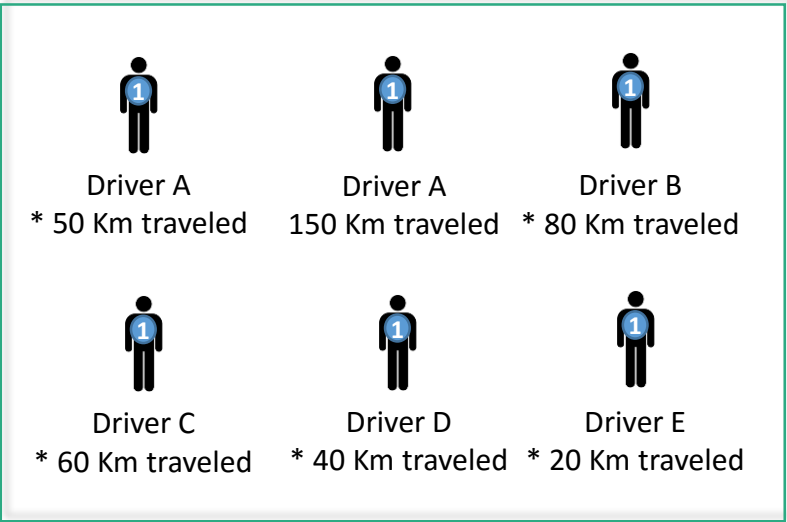 1 1 1
Driver A Driver A Driver B
* 50 Km traveled 150 Km traveled * 80 Km traveled
1 1 1
Driver C Driver D Driver E
* 60 Km traveled * 40 Km traveled * 20 Km traveled